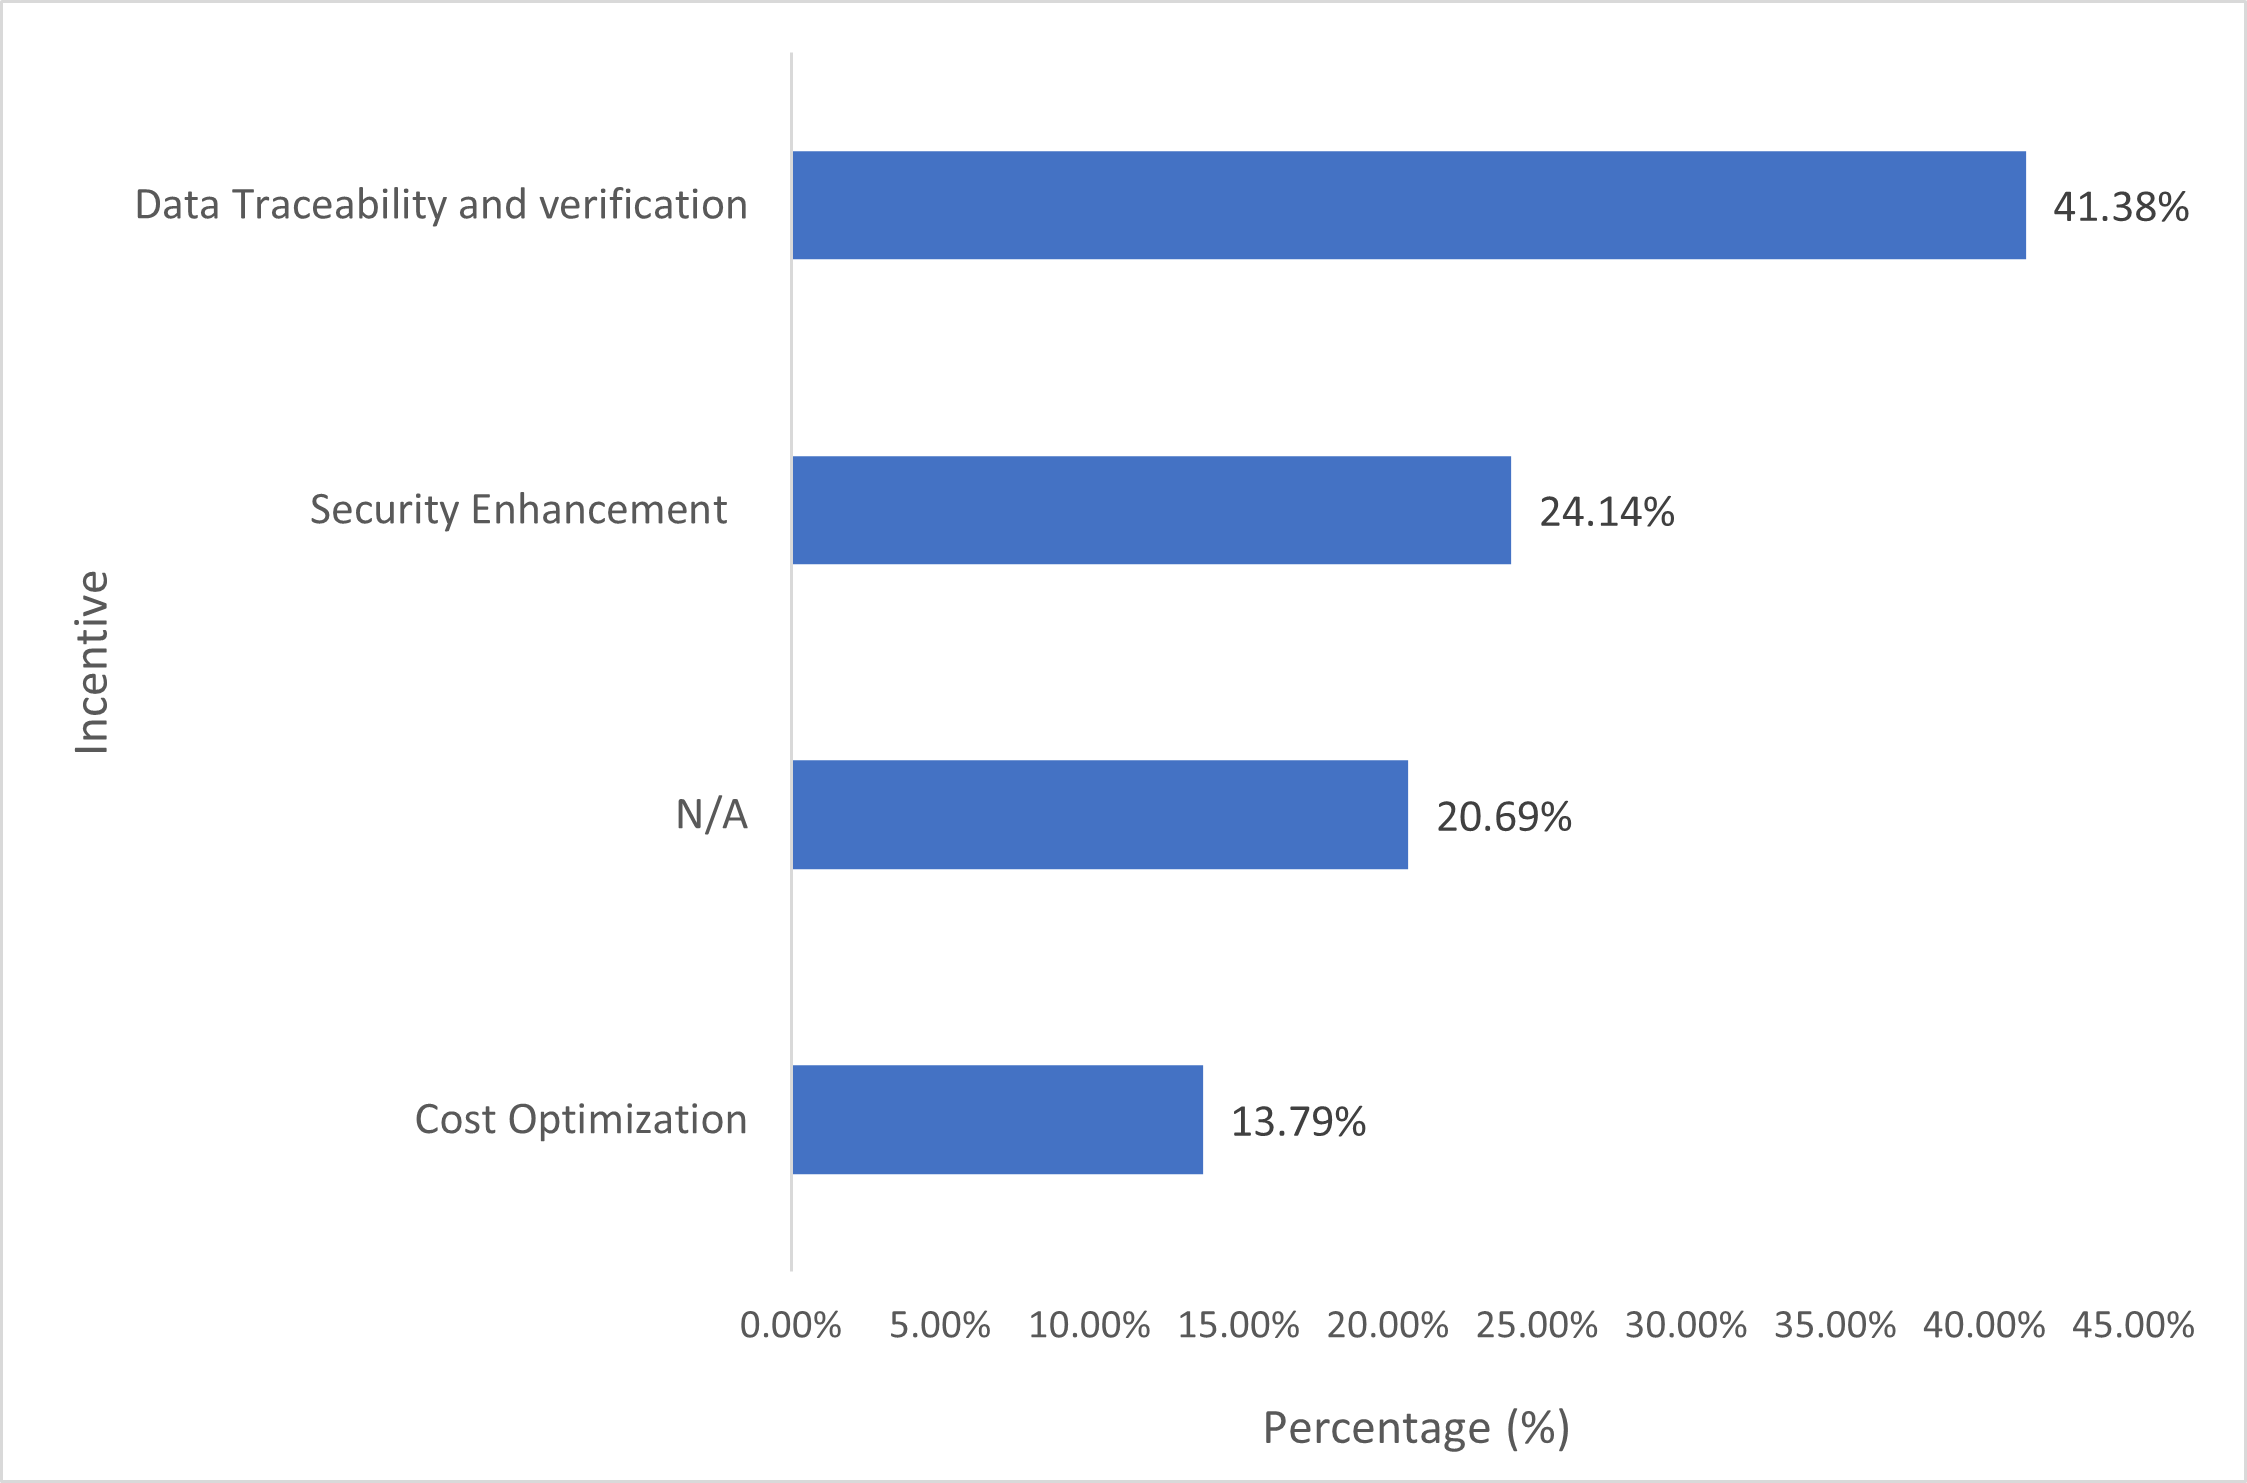 Data Traceability and verification
41.38%
Security Enhancement
24.14%
Incentive
N/A
20.69%
Cost Optimization
13.79%
0.00% 5.00% 10.00% 15.00% 20.00% 25.00% 30.00% 35.00% 40.00% 45.00%
Percentage (%)